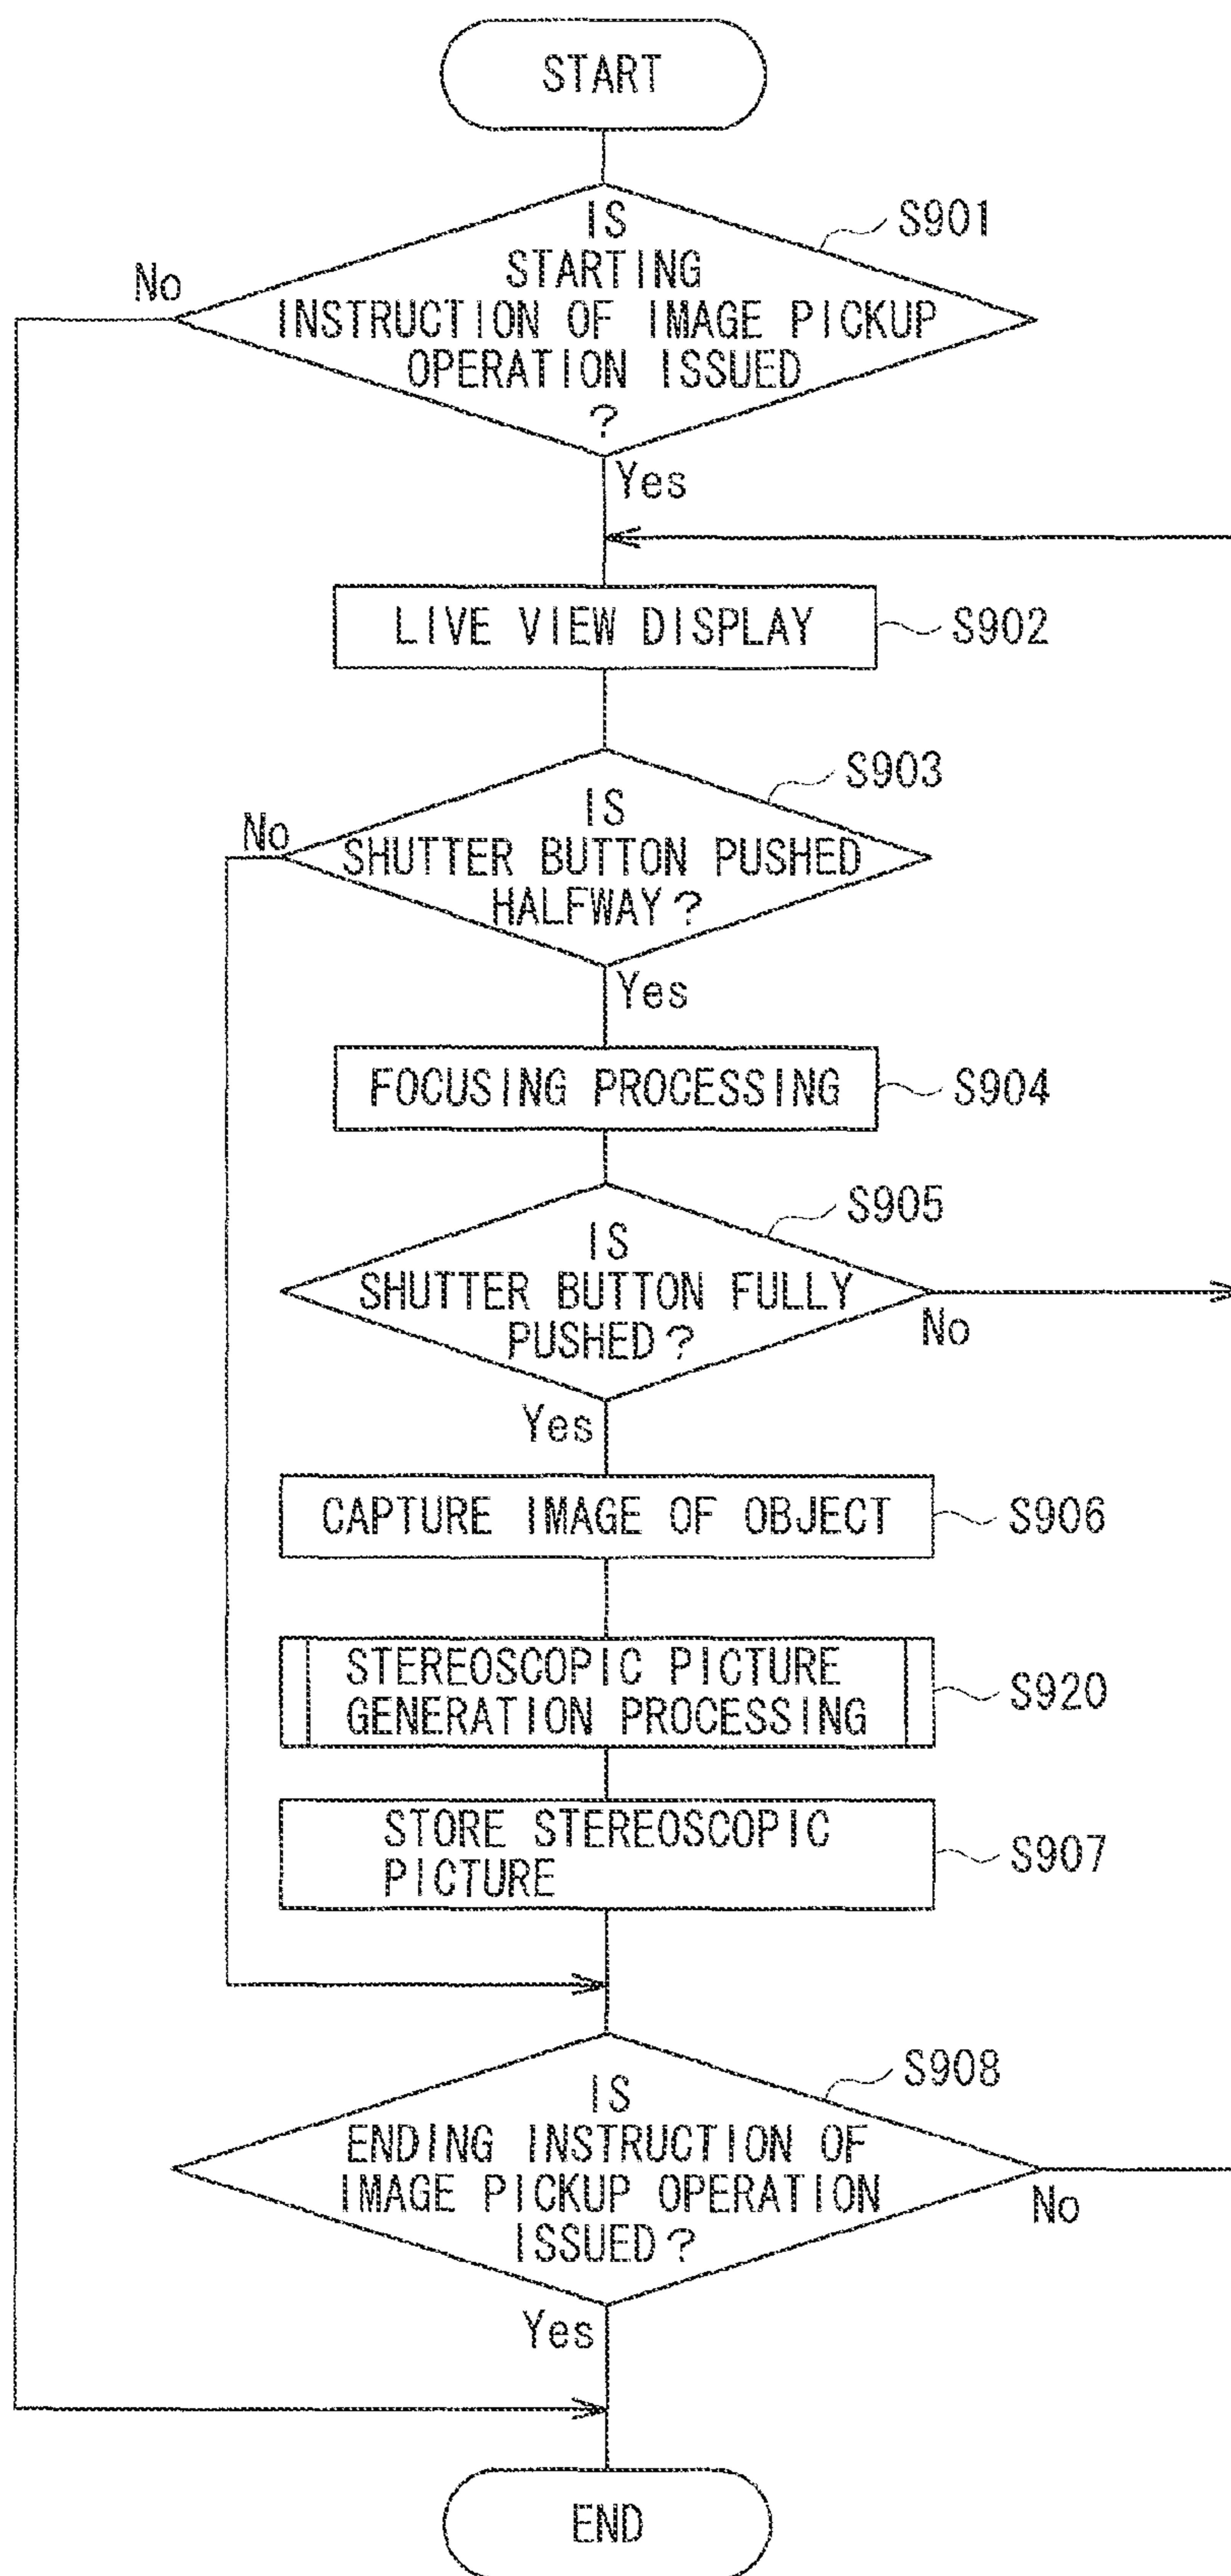 START
IS
STARTING
INSTRUCTION OF IMAGE PICKUP
OPERATION ISSUED
?
S901
No
Yes
LIVE VIEW DISPLAY
S902
IS
SHUTTER BUTTON PUSHED
HALFWAY?
S903
No
Yes
FOCUSING PROCESSING
S904
IS
SHUTTER BUTTON FULLY
PUSHED?
S905
No
Yes
CAPTURE IMAGE OF OBJECT
S906
STEREOSCOPIC PICTURE
GENERATION PROCESSING
S920
STORE STEREOSCOPIC
PICTURE
S907
IS
ENDING INSTRUCTION OF
IMAGE PICKUP OPERATION
ISSUED?
S908
No
Yes
END